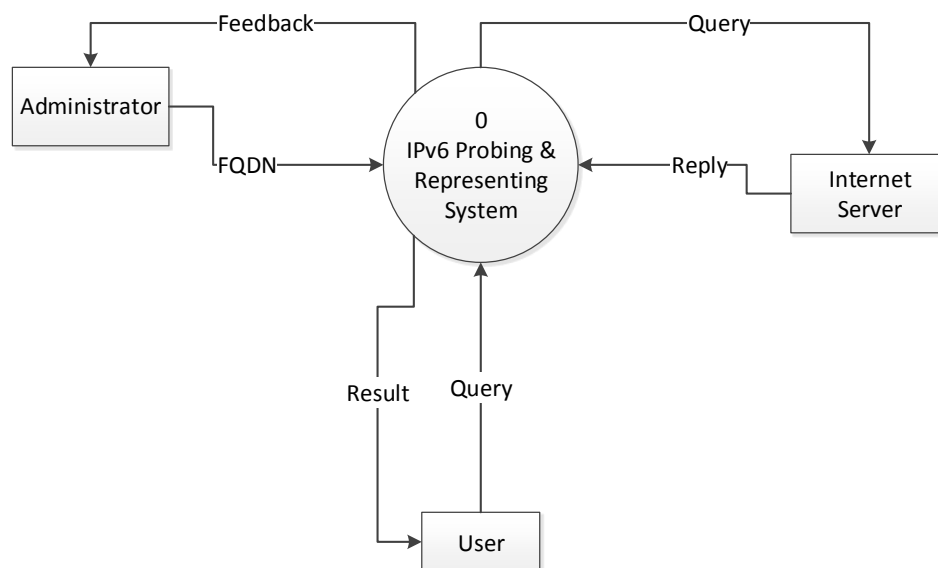 Feedback
Query
Administrator
0
IPv6 Probing &
Representing
System
FQDN
Reply
Internet
Server
Result
Query
User